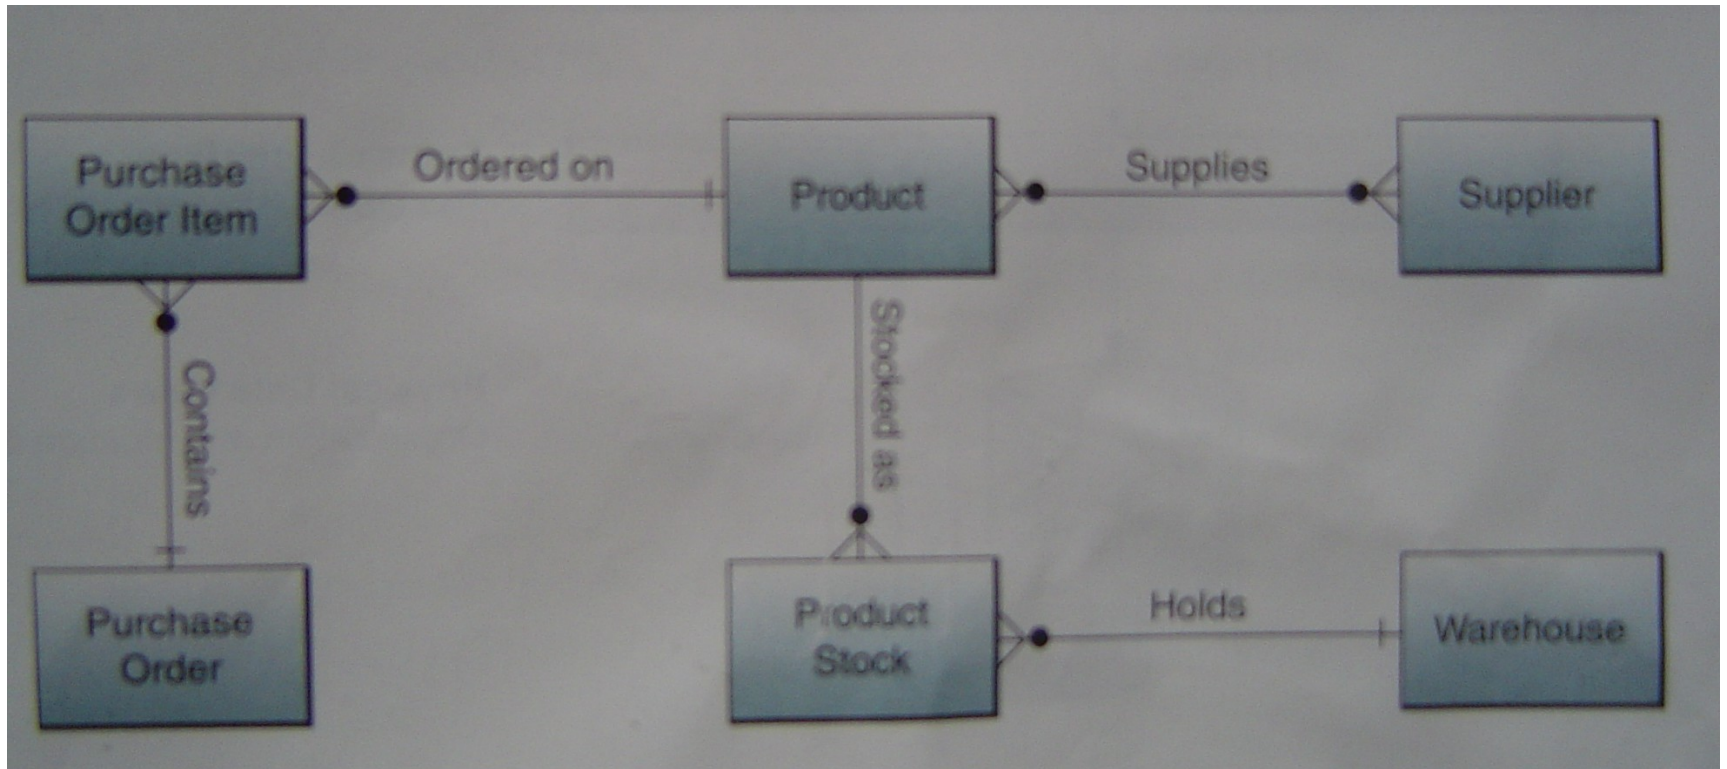 Purchase
Order Item
Ordered on
Product
Supplies
Supplier
Contains
Stocked as
Purchase
Order
Product
Stock
Holds
Warehouse